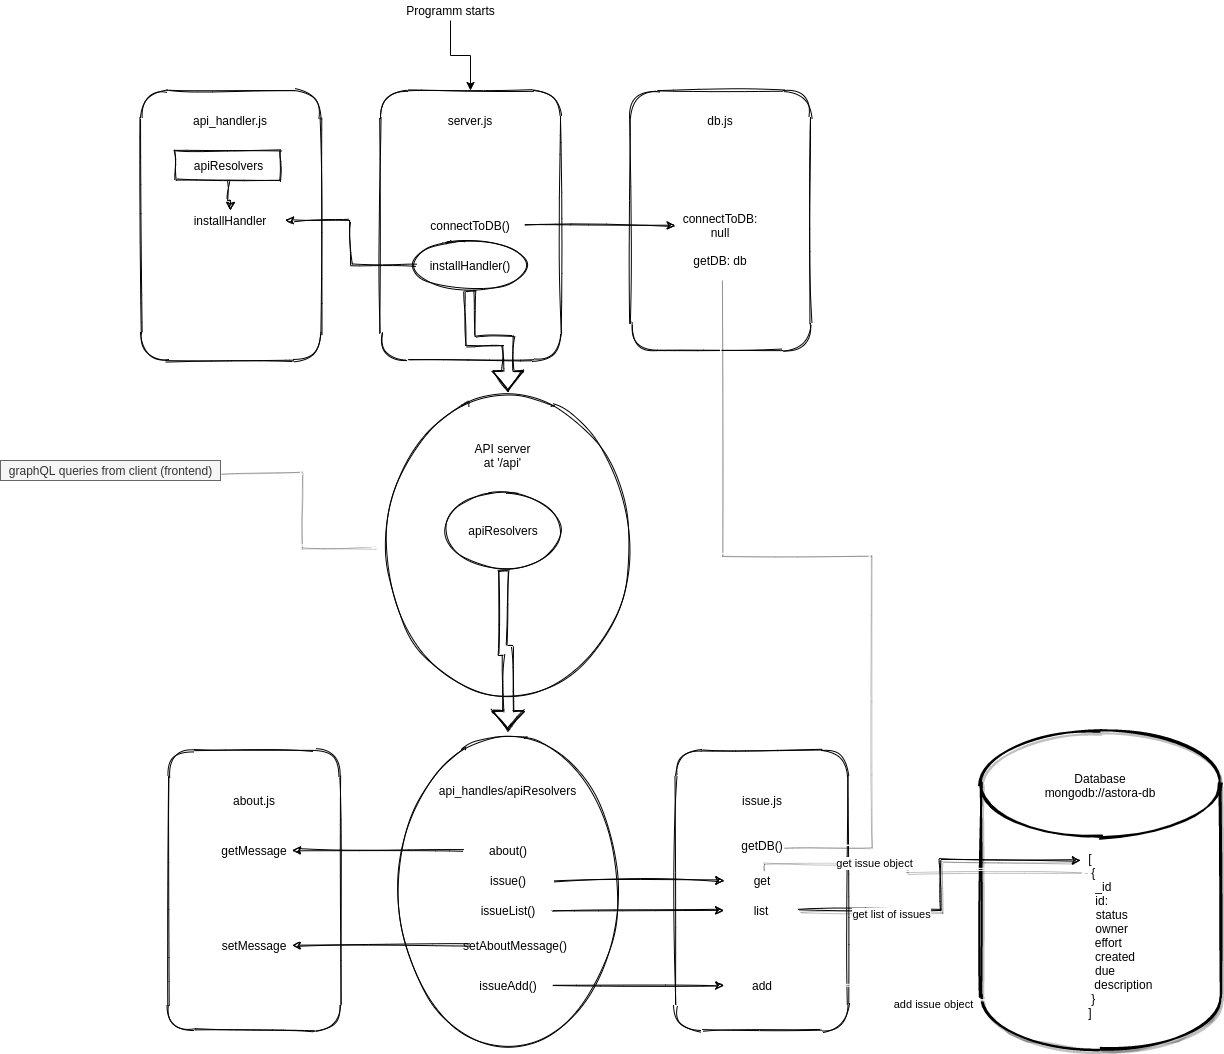 Programm starts
api_handler.js
server.js
db.js
apiResolvers
installHandler
connectToDB()
installHandler()
connectToDB:
null
getDB: db
API server
at '/api'
graphQL queries from client (frontend)
apiResolvers
about.js
getMessage
setMessage
api_handles/apiResolvers
about()
issue()
issueList()
setAboutMessage()
issueAdd()
issue.js
getDB()
get
list
add
get issue object
get list of issues
add issue object
Database
mongodb://astora-db
[
{
_id
id:
status
owner
effort
created
due
description
}
]